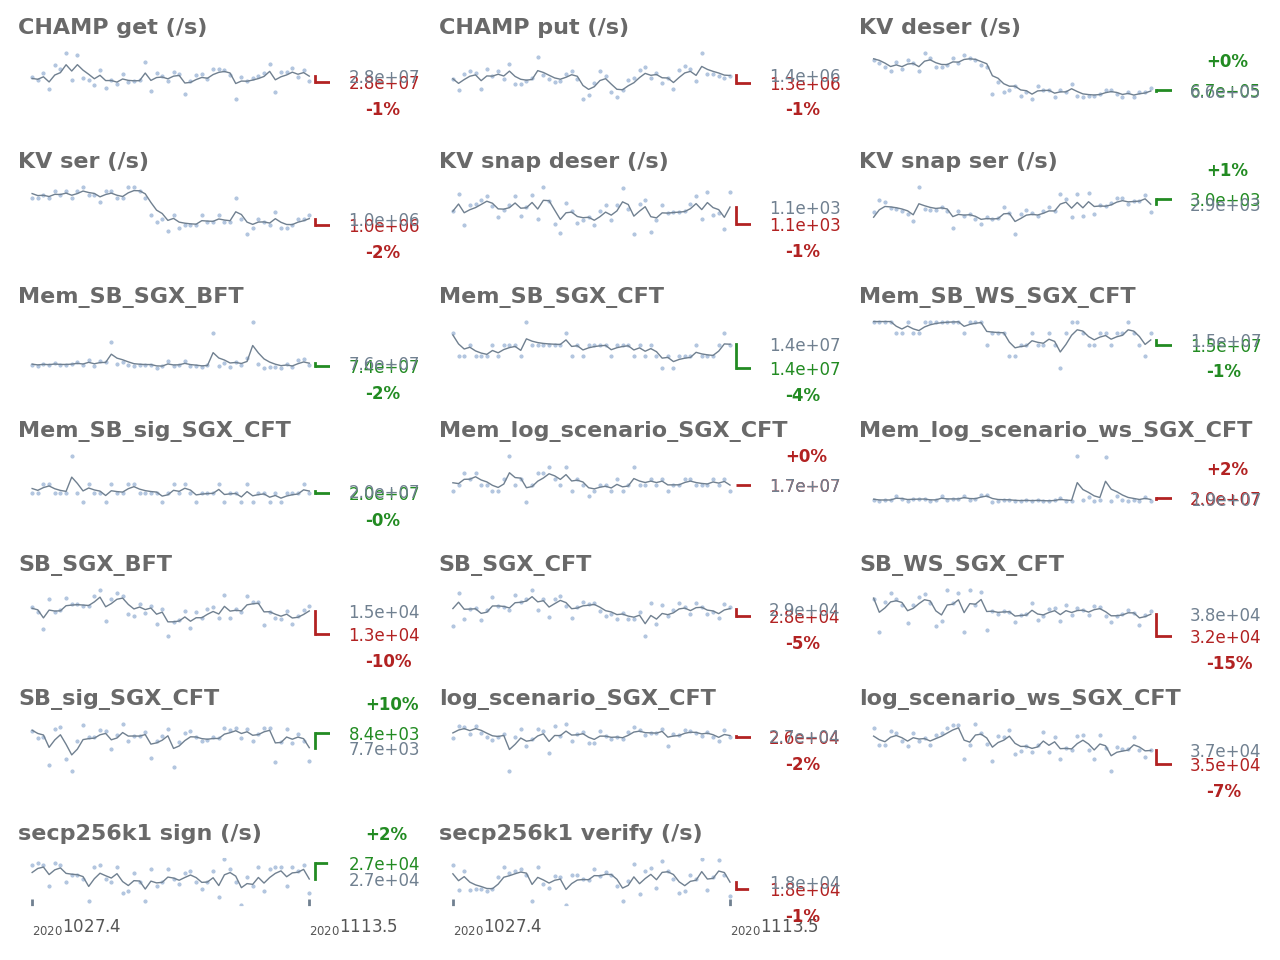 CHAMP get (/s)
2.8e+07
2.8e+07
-1%
CHAMP put (/s)
1.4e+06
1.3e+06
-1%
KV deser (/s)
+0%
6.7e+05
6.6e+05
KV ser (/s)
1.0e+06
1.0e+06
-2%
KV snap deser (/s)
1.1e+03
1.1e+03
-1%
KV snap ser (/s)
+1%
3.0e+03
2.9e+03
Mem_SB_SGX_BFT
7.6e+07
7.4e+07
-2%
Mem_SB_SGX_CFT
1.4e+07
1.4e+07
-4%
Mem_SB_WS_SGX_CFT
1.5e+07
1.5e+07
-1%
Mem_SB_sig_SGX_CFT
2.0e+07
2.0e+07
-0%
Mem_log_scenario_SGX_CFT
+0%
1.7e+07
Mem_log_scenario_ws_SGX_CFT
+2%
2.0e+07
1.9e+07
SB_SGX_BFT
1.5e+04
1.3e+04
-10%
SB_SGX_CFT
2.9e+04
2.8e+04
-5%
SB_WS_SGX_CFT
3.8e+04
3.2e+04
-15%
SB_sig_SGX_CFT
+10%
8.4e+03
7.7e+03
log_scenario_SGX_CFT
2.7e+04
2.6e+04
-2%
log_scenario_ws_SGX_CFT
3.7e+04
3.5e+04
-7%
secp256k1 sign (/s)
+2%
2.7e+04
2.7e+04
2020 1027.4
2020 1113.5
secp256k1 verify (/s)
1.8e+04
1.8e+04
-1%
2020 1027.4
2020 1113.5